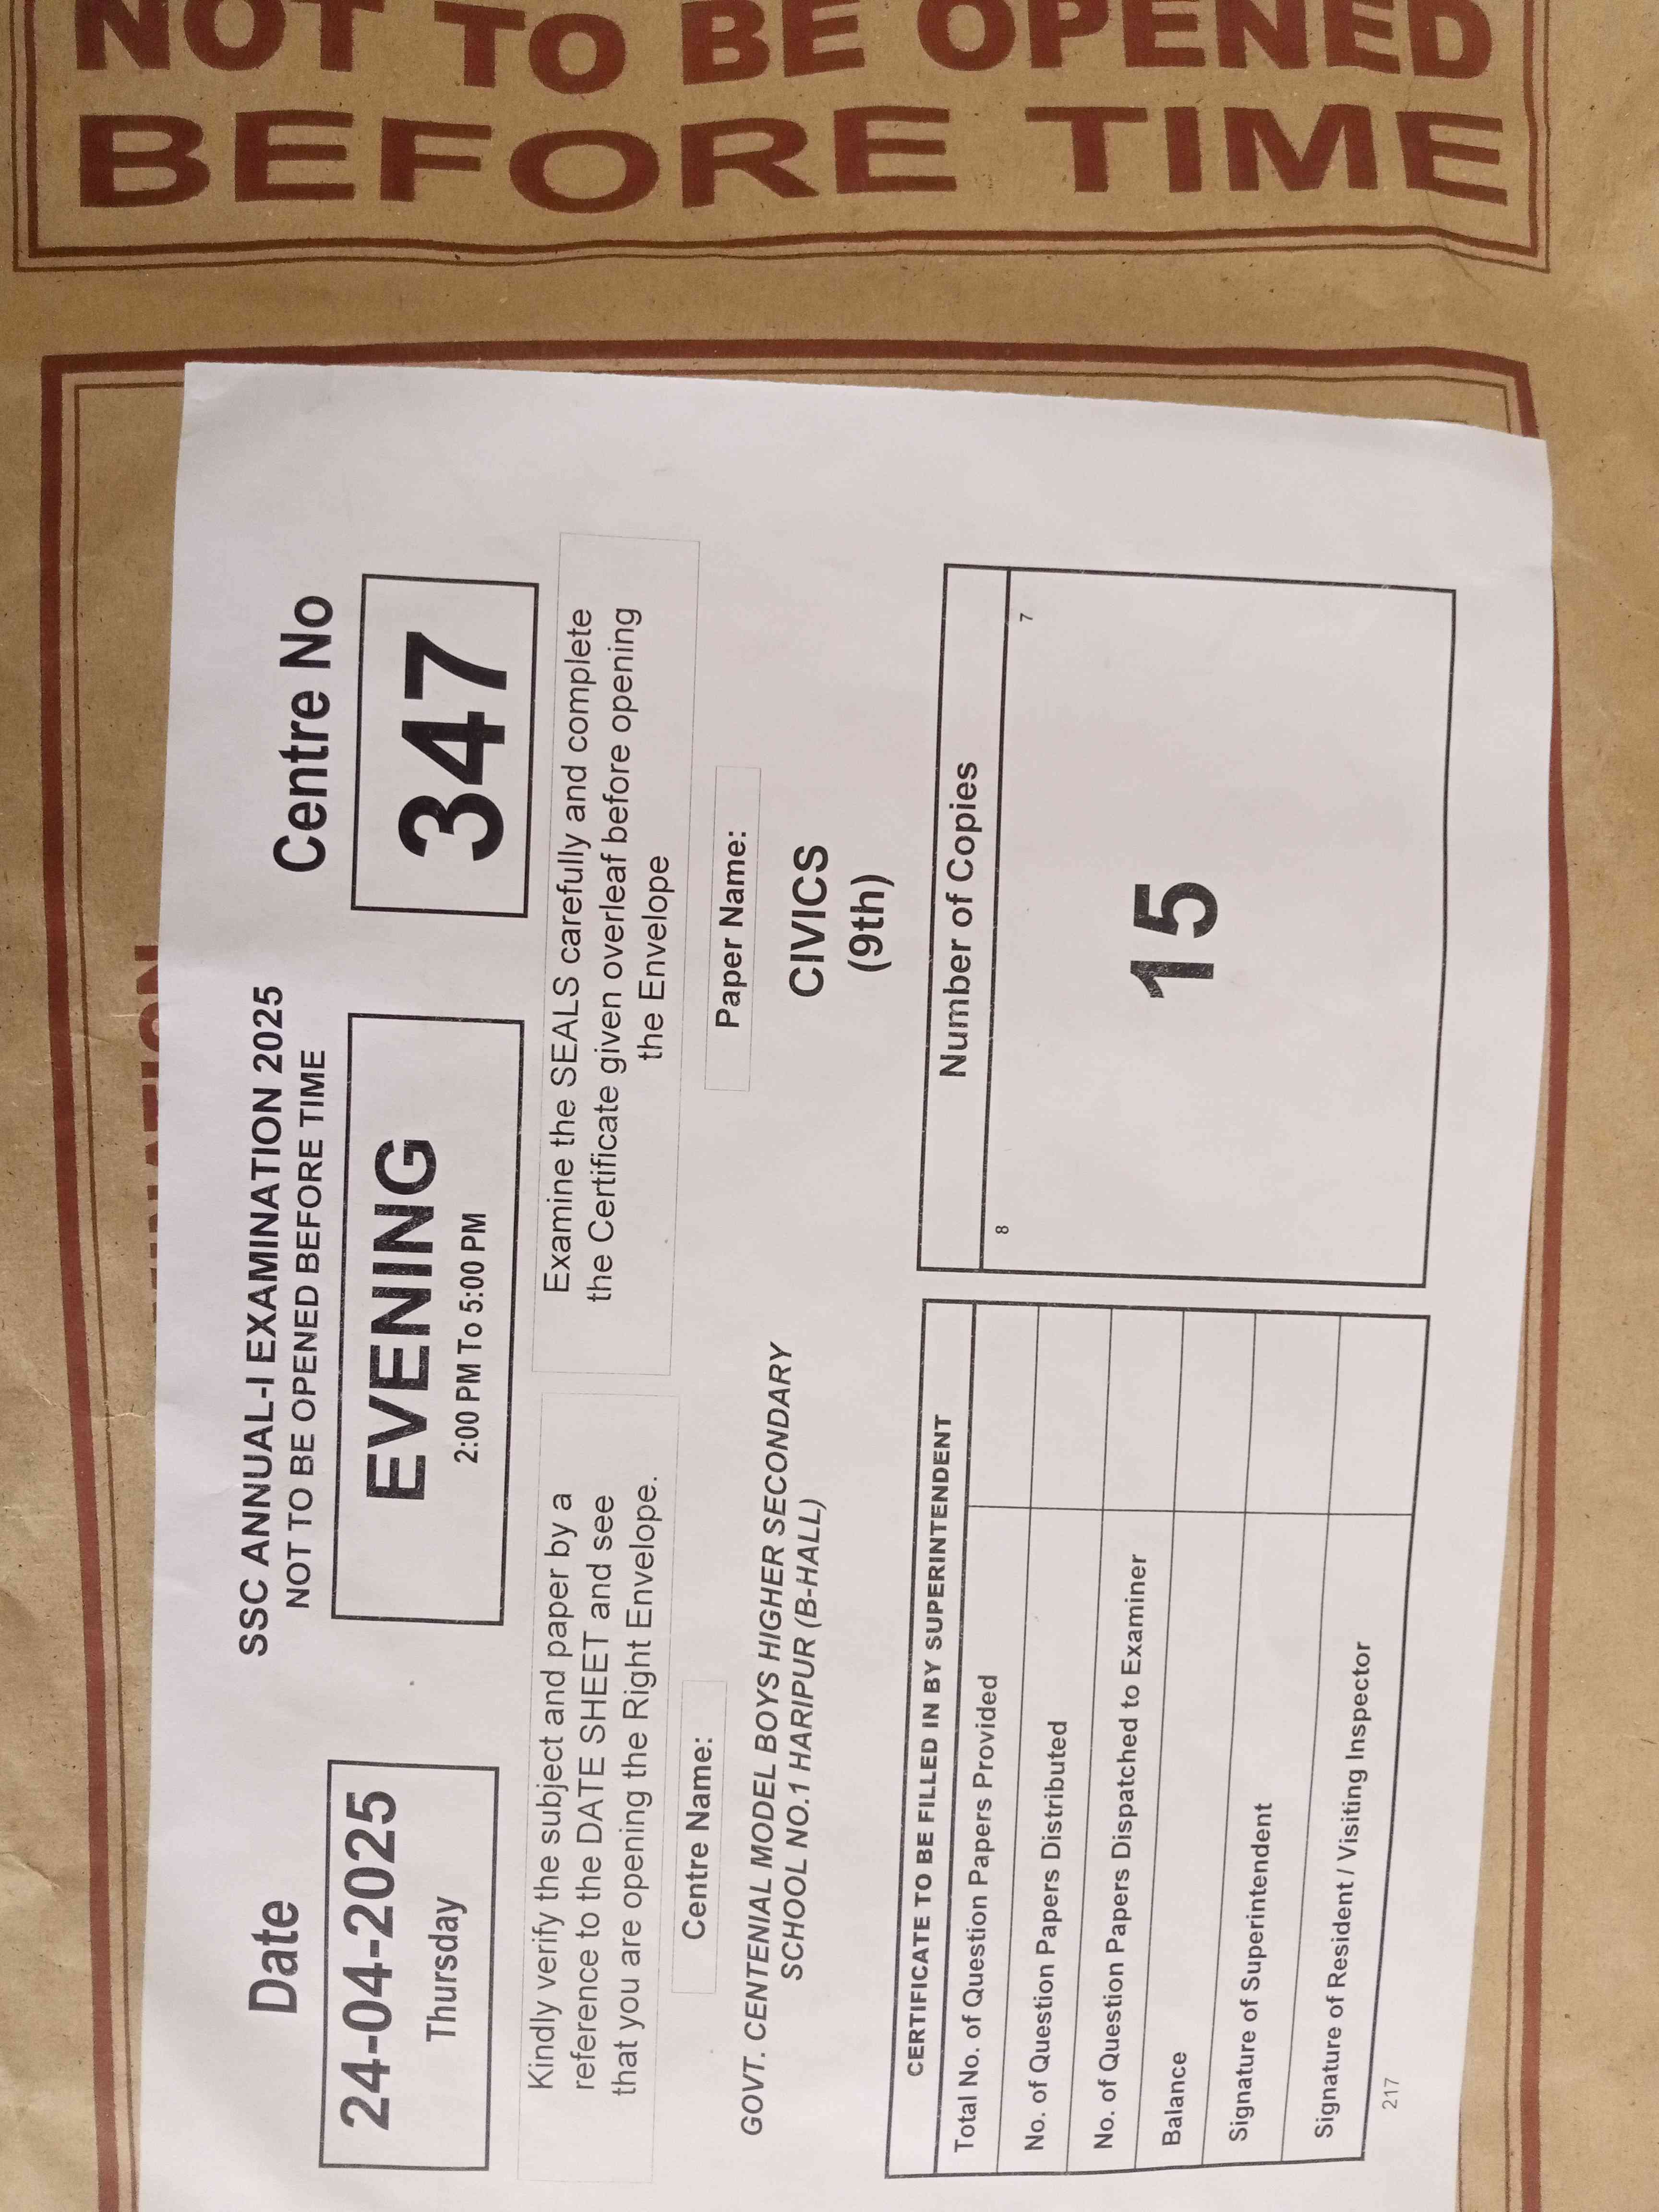 NOT TO BE OPENED
BEFORE TIME
SSC ANNUAL-I EXAMINATION 2025
NOT TO BE OPENED BEFORE TIME
Date
24-04-2025
Thursday
EVENING
2:00 PM To 5:00 PM
Centre No
347
Kindly verify the subject and paper by a
reference to the DATE SHEET and see
that you are opening the Right Envelope.
Examine the SEALS carefully and complete
the Certificate given overleaf before opening
the Envelope
Centre Name:
GOVT. CENTENIAL MODEL BOYS HIGHER SECONDARY
SCHOOL NO.1 HARIPUR (B-HALL)
Paper Name:
CIVICS
(9th)
CERTIFICATE TO BE FILLED IN BY SUPERINTENDENT
Total No. of Question Papers Provided
No. of Question Papers Distributed
No. of Question Papers Dispatched to Examiner
Balance
Signature of Superintendent
Signature of Resident / Visiting Inspector
217
Number of Copies
8 7
15